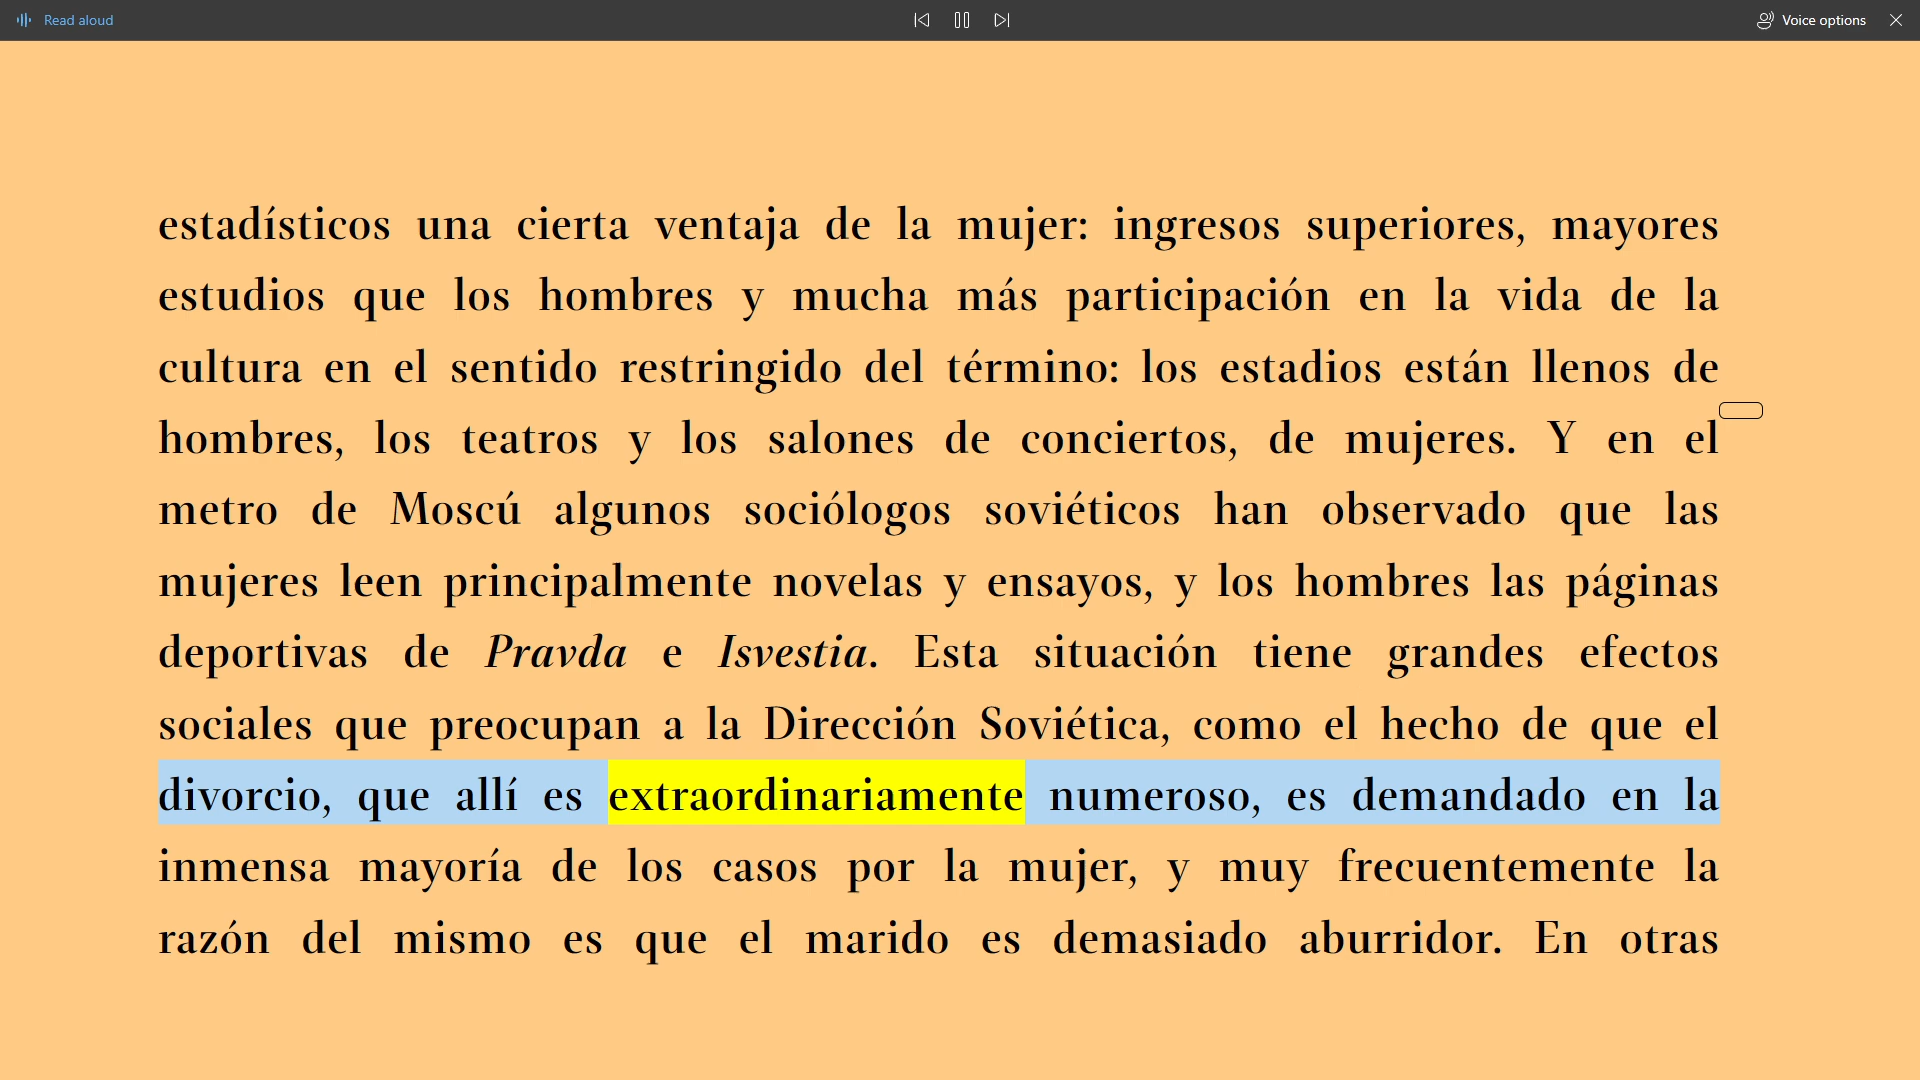 Read aloud
Voice options
estadísticos una cierta ventaja de la mujer: ingresos superiores, mayores
estudios que los hombres y mucha más participación en la vida de la
cultura en el sentido restringido del término: los estadios están llenos de
hombres, los teatros y los salones de conciertos, de mujeres. Y en el
metro de Moscú algunos sociólogos soviéticos han observado que las
mujeres leen principalmente novelas y ensayos, y los hombres las páginas
deportivas de Pravda e Isvestia. Esta situación tiene grandes efectos
sociales que preocupan a la Dirección Soviética, como el hecho de que el
divorcio, que allí es extraordinariamente numeroso, es demandado en la
inmensa mayoría de los casos por la mujer, y muy frecuentemente la
razón del mismo es que el marido es demasiado aburridor. En otras